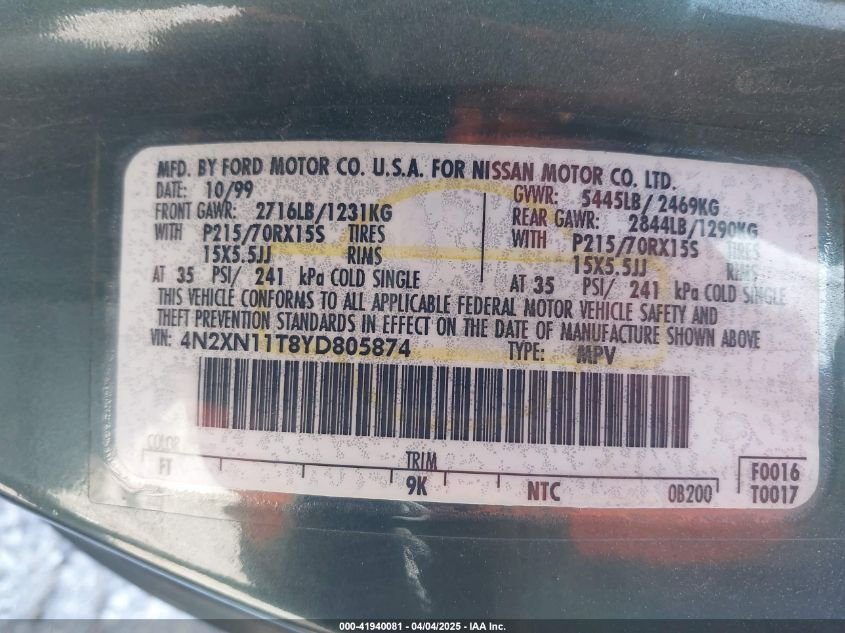 MFD. BY FORD MOTOR CO. U.S.A. FOR NISSAN MOTOR CO. LTD.
DATE: 10/99
FRONT GAWR: 2716LB/1231KG
WITH P215/70RX15S TIRES
15X5.5JJ RIMS
AT 35 PSI/ 241 kPa COLD SINGLE
GVWR: 5445LB/ 2469KG
REAR GAWR: 2844LB/1290KG
WITH P215/70RX15S TIRES
15X5.5JJ RIMS
AT 35 PSI/ 241 kPa COLD SINGLE
THIS VEHICLE CONFORMS TO ALL APPLICABLE FEDERAL MOTOR VEHICLE SAFETY AND
THEFT PREVENTION STANDARDS IN EFFECT ON THE DATE OF MANUFACTURE SHOWN ABOVE
VIN: 4N2XN11T8YD805874 TYPE: MPV
COLOR
FT
TRIM
9K
NTC
0B200
F0016
T0017
000-41940081 - 04/04/2025 - IAA Inc.